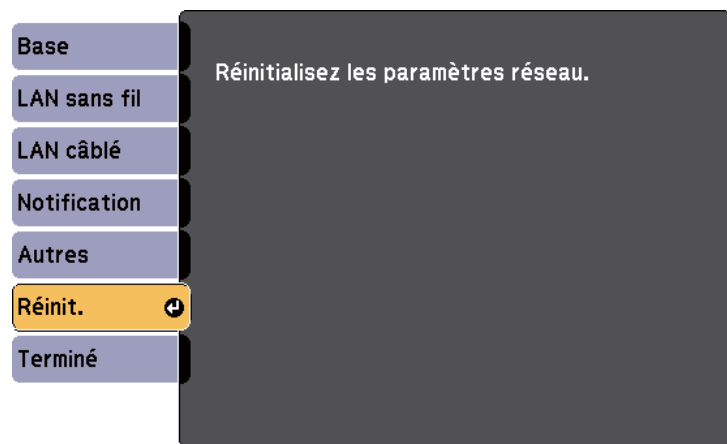 Base
LAN sans fil
LAN câblé
Notification
Autres
Réinit.
Terminé
Réinitialisez les paramètres réseau.